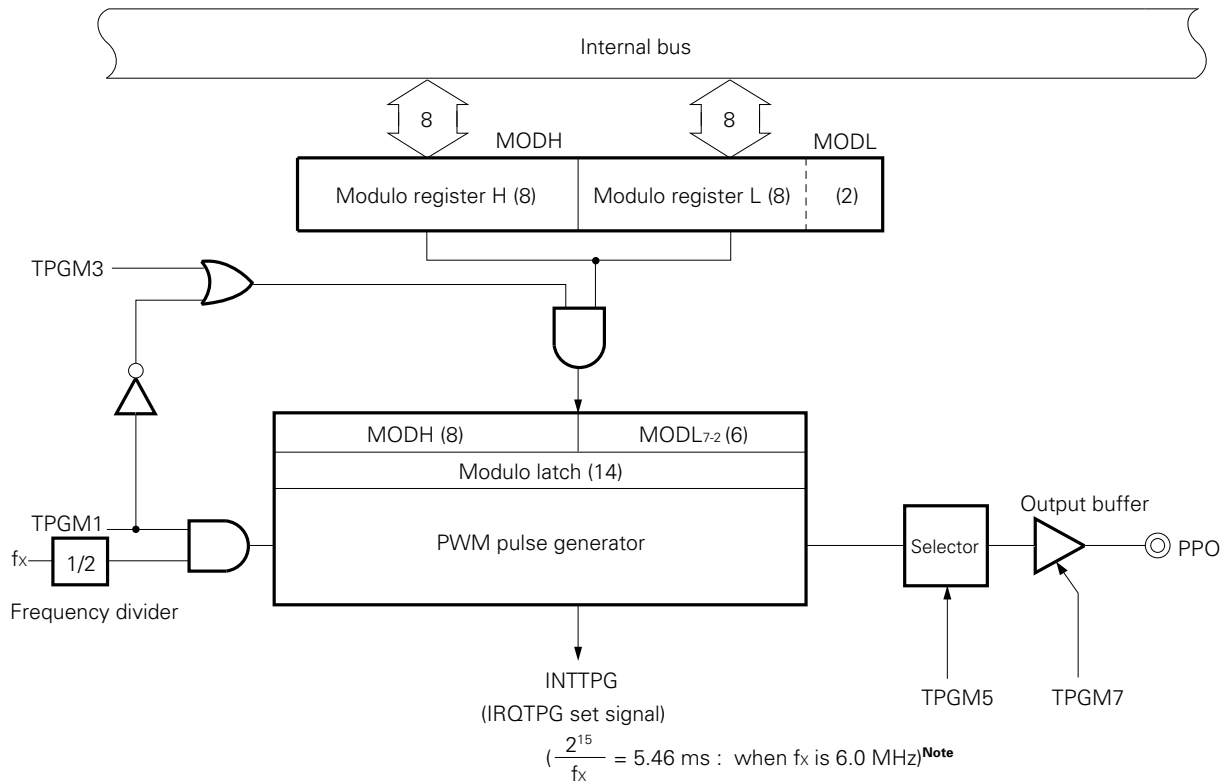 Internal bus
8
8
MODH
MODL
Modulo register H (8)
Modulo register L (8)
(2)
TPGM3
MODH (8)
MODL7-2 (6)
Modulo latch (14)
TPGM1
fX
1/2
Frequency divider
PWM pulse generator
Selector
Output buffer
PPO
INTTPG
(IRQTPG set signal)
TPGM5
TPGM7
(2^15/fX = 5.46 ms : when fX is 6.0 MHz)Note